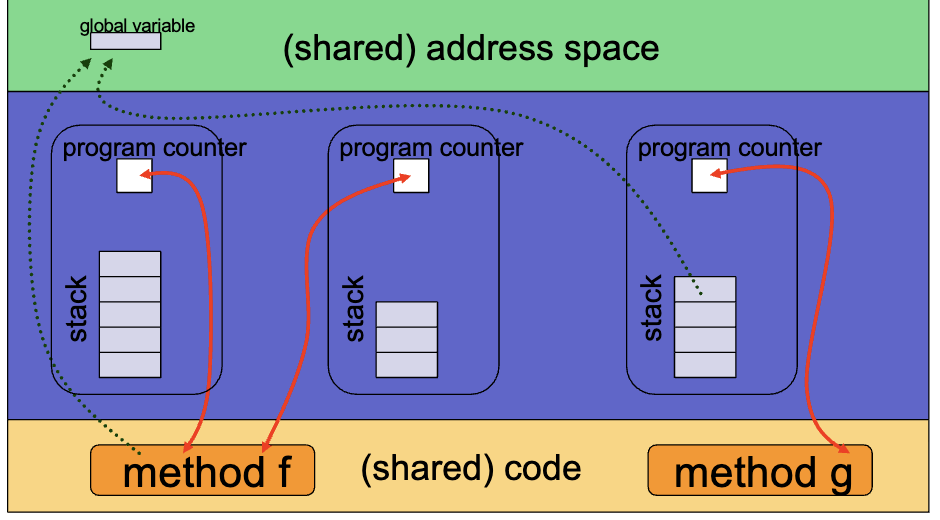 global variable
(shared) address space
program counter
program counter
program counter
stack
stack
stack
method f
(shared) code
method g